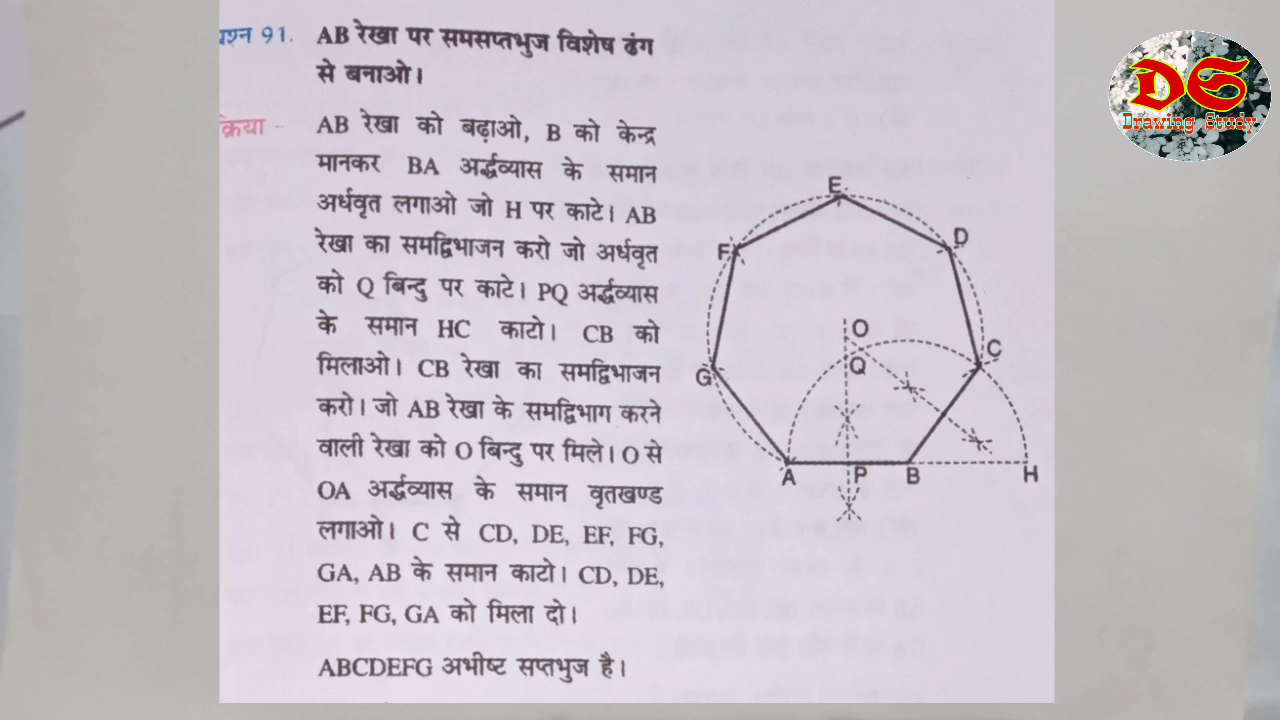 प्रश्न 91. AB रेखा पर समसप्तभुज विशेष ढंग
से बनाओ।
क्रिया - AB रेखा को बढ़ाओ, B को केन्द्र
मानकर BA अर्द्धव्यास के समान
अर्धवृत लगाओ जो H पर काटे। AB
रेखा का समद्विभाजन करो जो अर्धवृत
को Q बिन्दु पर काटे। PQ अर्द्धव्यास
के समान HC काटो। CB को
मिलाओ। CB रेखा का समद्विभाजन
करो। जो AB रेखा के समद्विभाग करने
वाली रेखा को O बिन्दु पर मिले। O से
OA अर्द्धव्यास के समान वृतखण्ड
लगाओ। C से CD, DE, EF, FG,
GA, AB के समान काटो। CD, DE,
EF, FG, GA को मिला दो।
ABCDEFG अभीष्ट सप्तभुज है।
DS
Drawing Study
E
F
D
O
C
Q
G
A
P
B
H